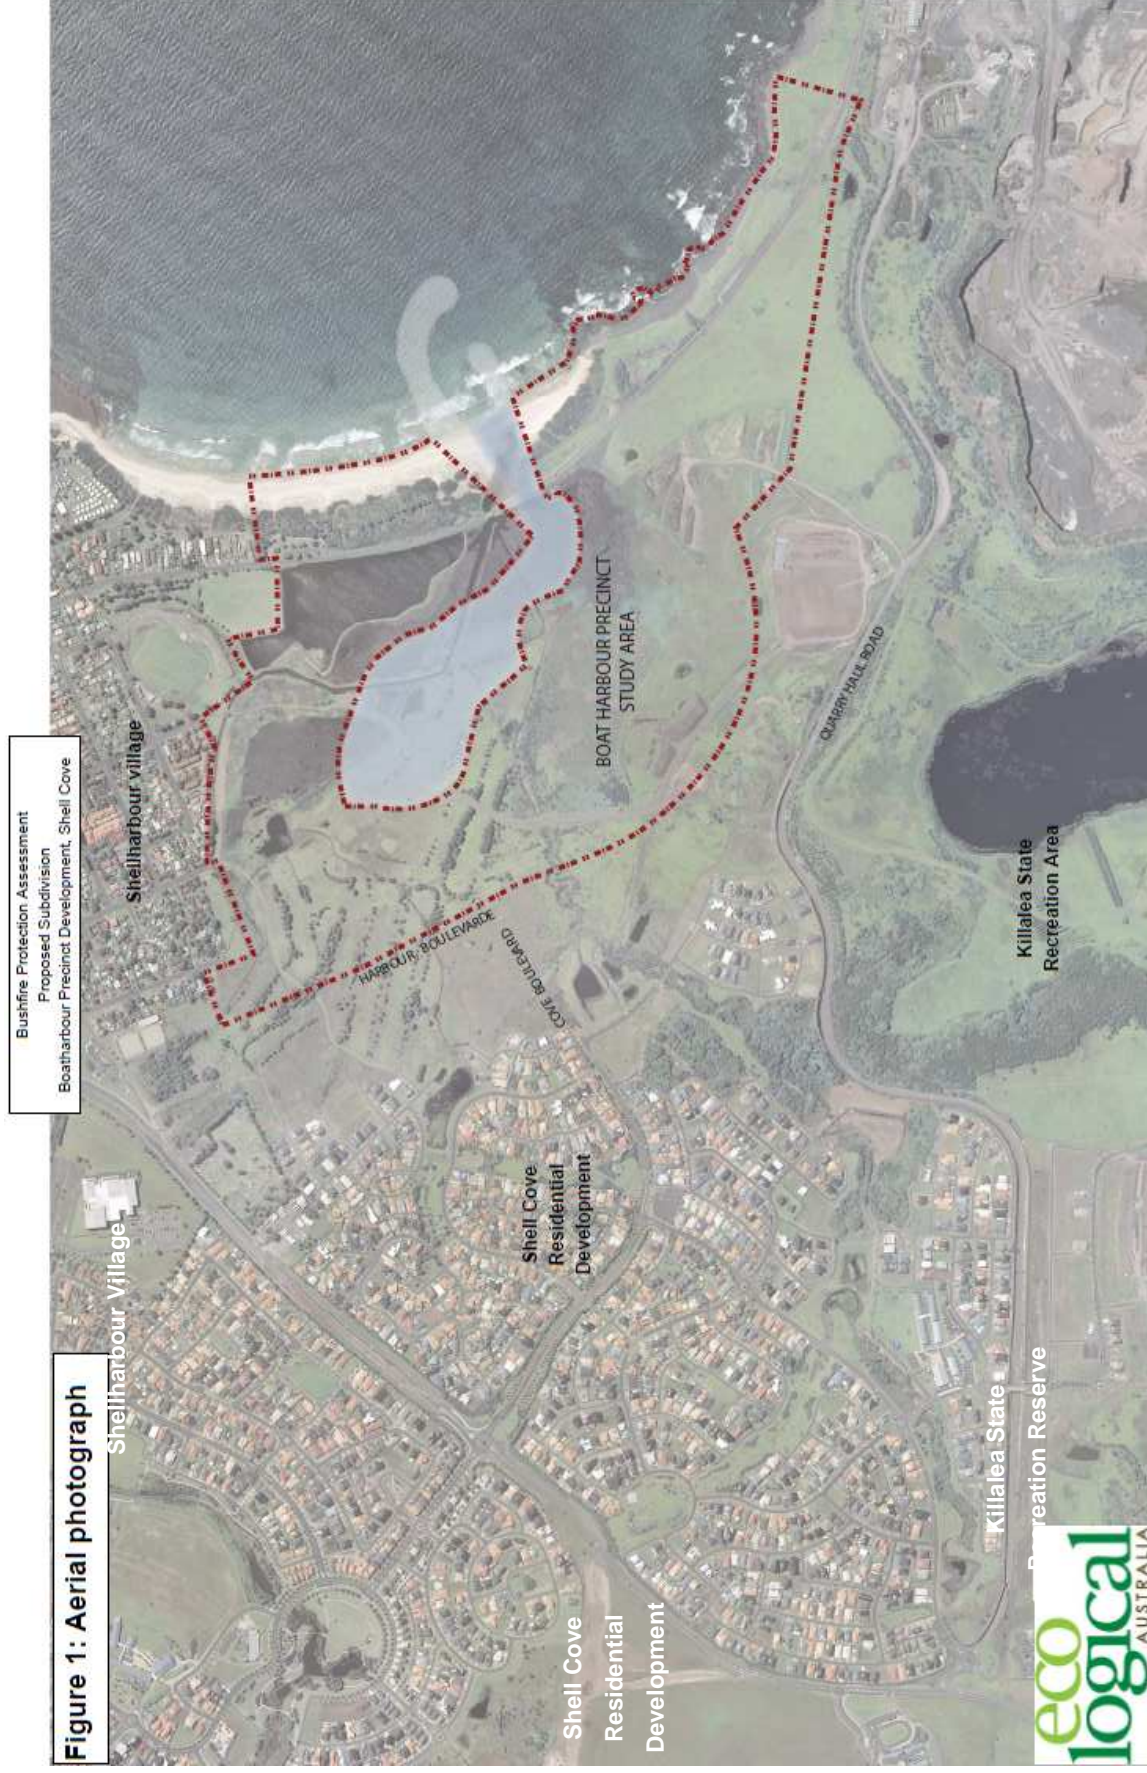 Bushfire Protection Assessment
Proposed Subdivision
Boatharbour Precinct Development, Shell Cove
Figure 1: Aerial photograph
Shellharbour Village
Shellharbour village
HARBOUR BOULEVARDE
COVE BOULEVARD
BOAT HARBOUR PRECINCT
STUDY AREA
QUARRY HAUL ROAD
Shell Cove
Residential
Development
Shell Cove
Residential
Development
Killalea State
Recreation Area
Killalea State
reation Reserve
eco
logical
AUSTRALIA